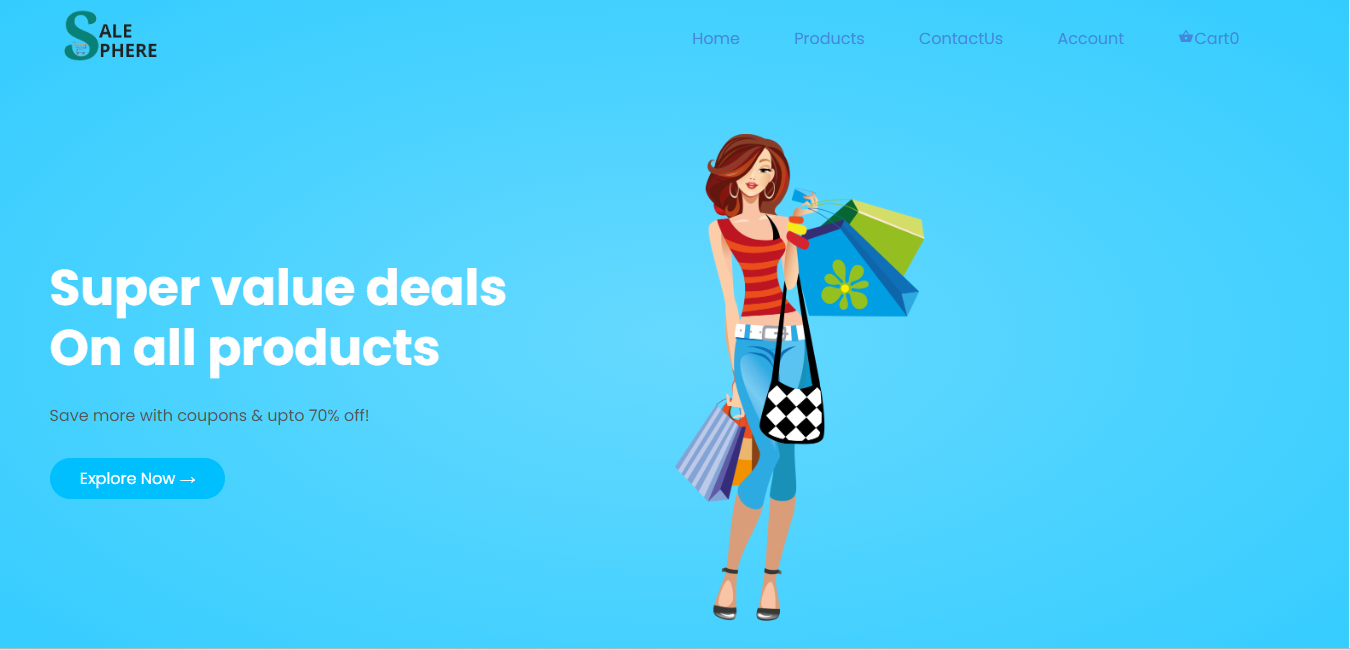 SALE
SPHERE
Home Products ContactUs Account Cart0
Super value deals
On all products
Save more with coupons & upto 70% off!
Explore Now →